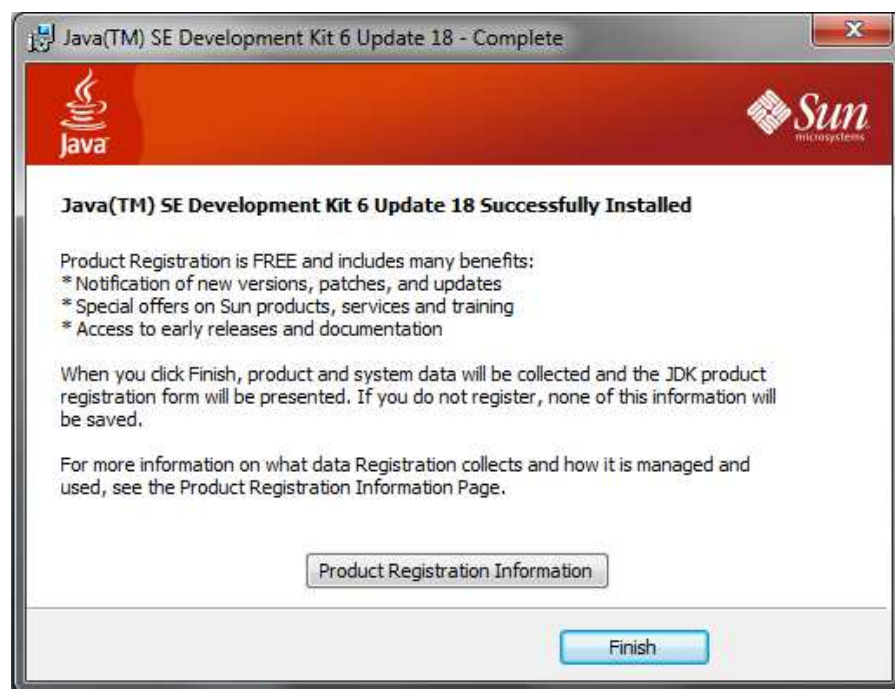 Java(TM) SE Development Kit 6 Update 18 - Complete
Java
Sun
microsystems
Java(TM) SE Development Kit 6 Update 18 Successfully Installed
Product Registration is FREE and includes many benefits:
* Notification of new versions, patches, and updates
* Special offers on Sun products, services and training
* Access to early releases and documentation
When you click Finish, product and system data will be collected and the JDK product
registration form will be presented. If you do not register, none of this information will
be saved.
For more information on what data Registration collects and how it is managed and
used, see the Product Registration Information Page.
Product Registration Information
Finish